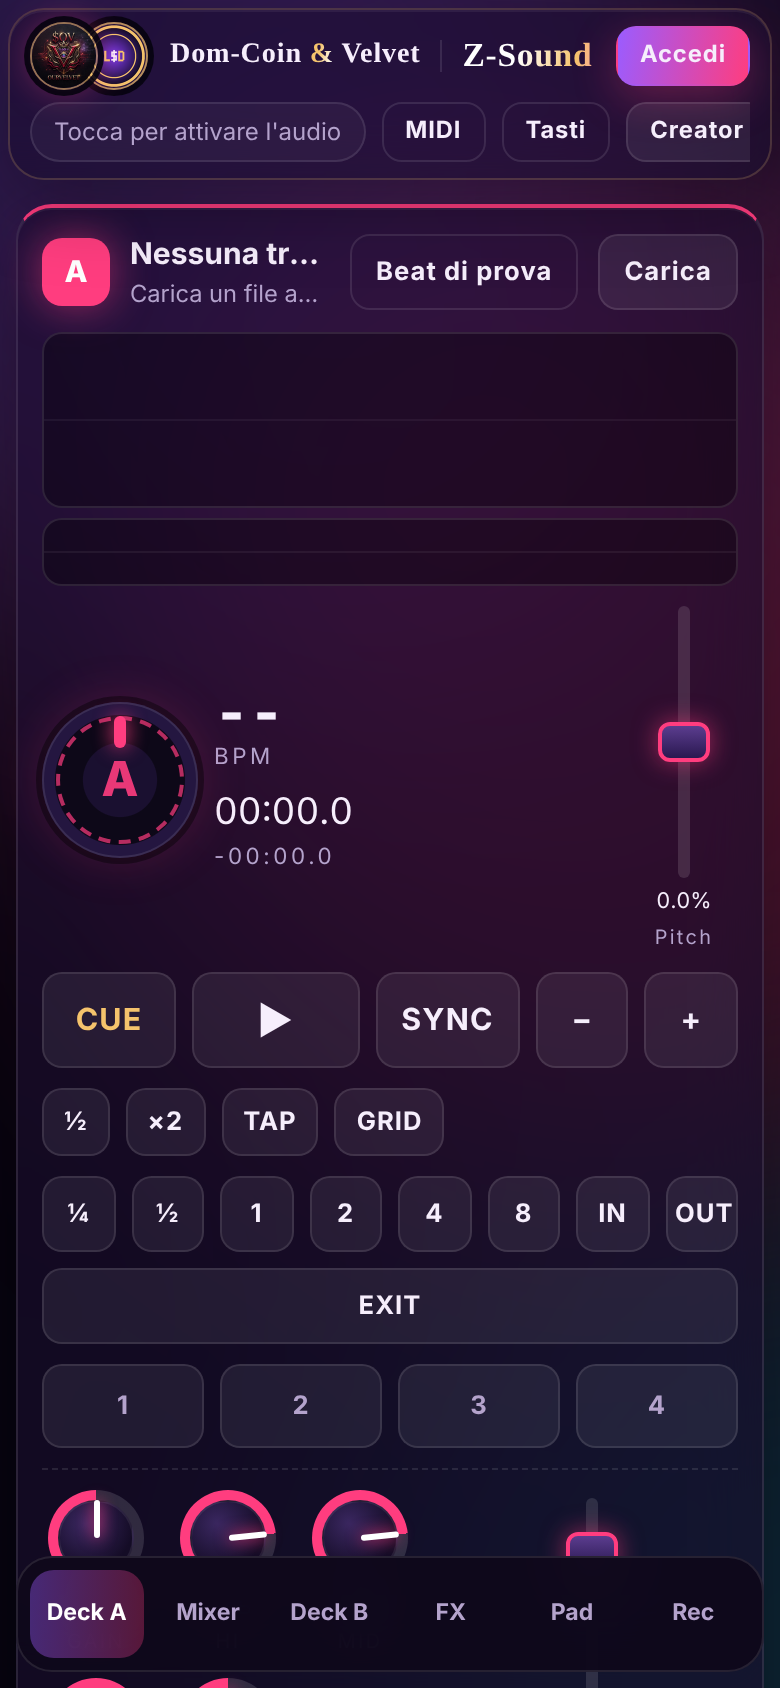 L$D
Dom-Coin & Velvet
Z-Sound
Accedi
Tocca per attivare l'audio
MIDI
Tasti
Creator
A
Nessuna tr...
Carica un file a...
Beat di prova
Carica
A
--
BPM
00:00.0
-00:00.0
0.0%
Pitch
CUE
SYNC
−
+
½
×2
TAP
GRID
¼
½
1
2
4
8
IN
OUT
EXIT
1
2
3
4
Deck A
Mixer
Deck B
FX
Pad
Rec